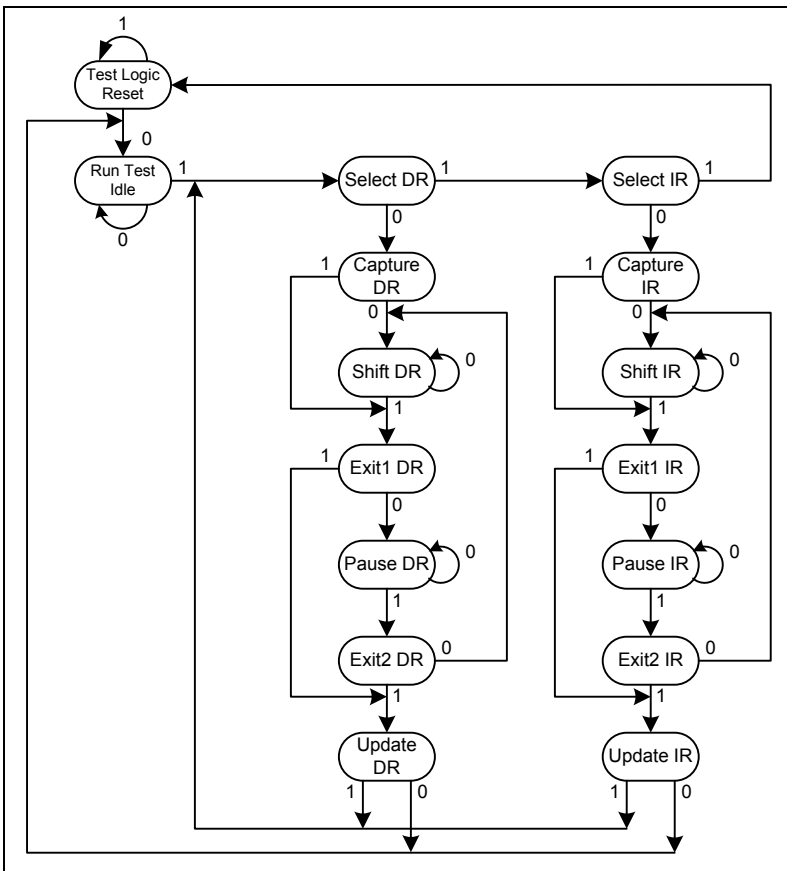 1
Test Logic
Reset
0
Run Test
Idle
1
0
Select DR
1
Select IR
1
0
0
Capture
DR
1
0
Capture
IR
1
0
Shift DR
0
Shift IR
0
1
1
Exit1 DR
1
Exit1 IR
1
0
0
Pause DR
0
Pause IR
0
1
1
Exit2 DR
0
Exit2 IR
0
1
1
Update
DR
Update IR
1
0
1
0